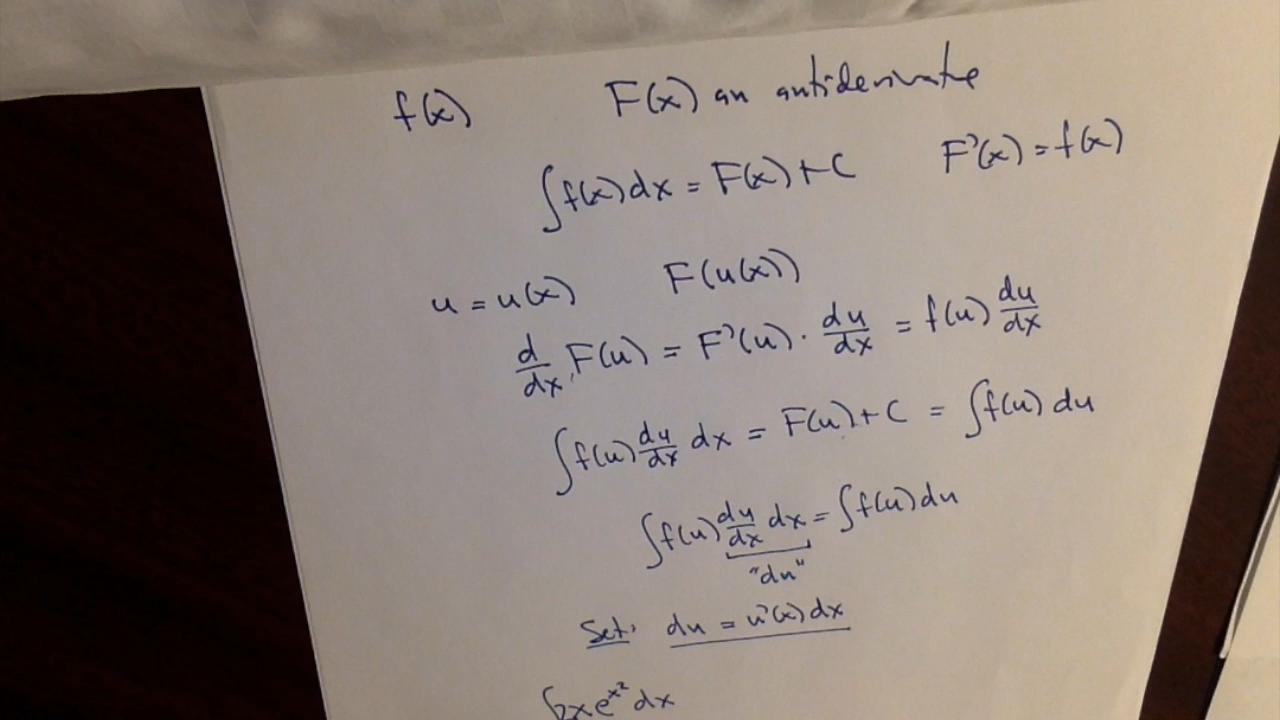 f(x) F(x) an antiderivate
∫f(x)dx = F(x)+C F'(x)=f(x)
u = u(x) F(u(x))
d/dx F(u) = F'(u) · du/dx = f(u) du/dx
∫f(u) du/dx dx = F(u)+C = ∫f(u) du
∫f(u) du/dx dx = ∫f(u) du
"du"
Set: du = u'(x) dx
∫2xe^x² dx